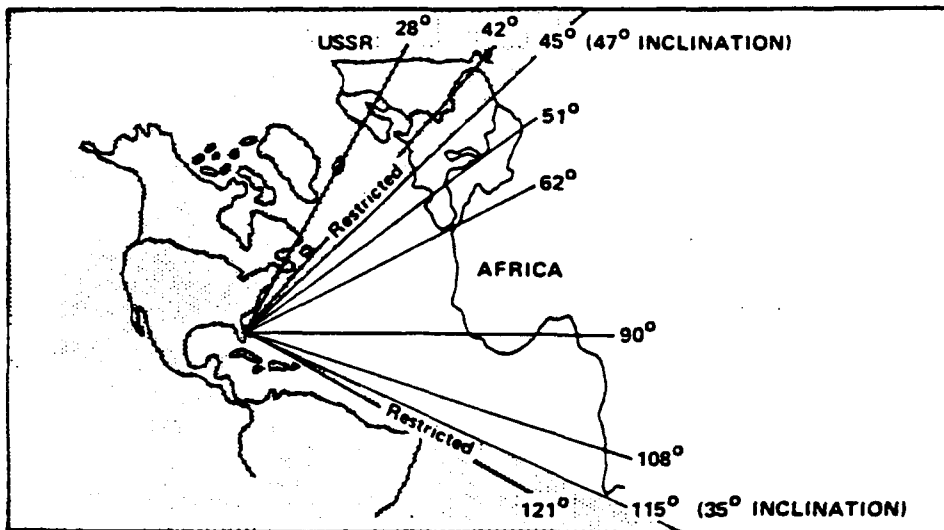 USSR
28°
42°
45° (47° INCLINATION)
51°
62°
Restricted
AFRICA
90°
Restricted
108°
121°
115° (35° INCLINATION)